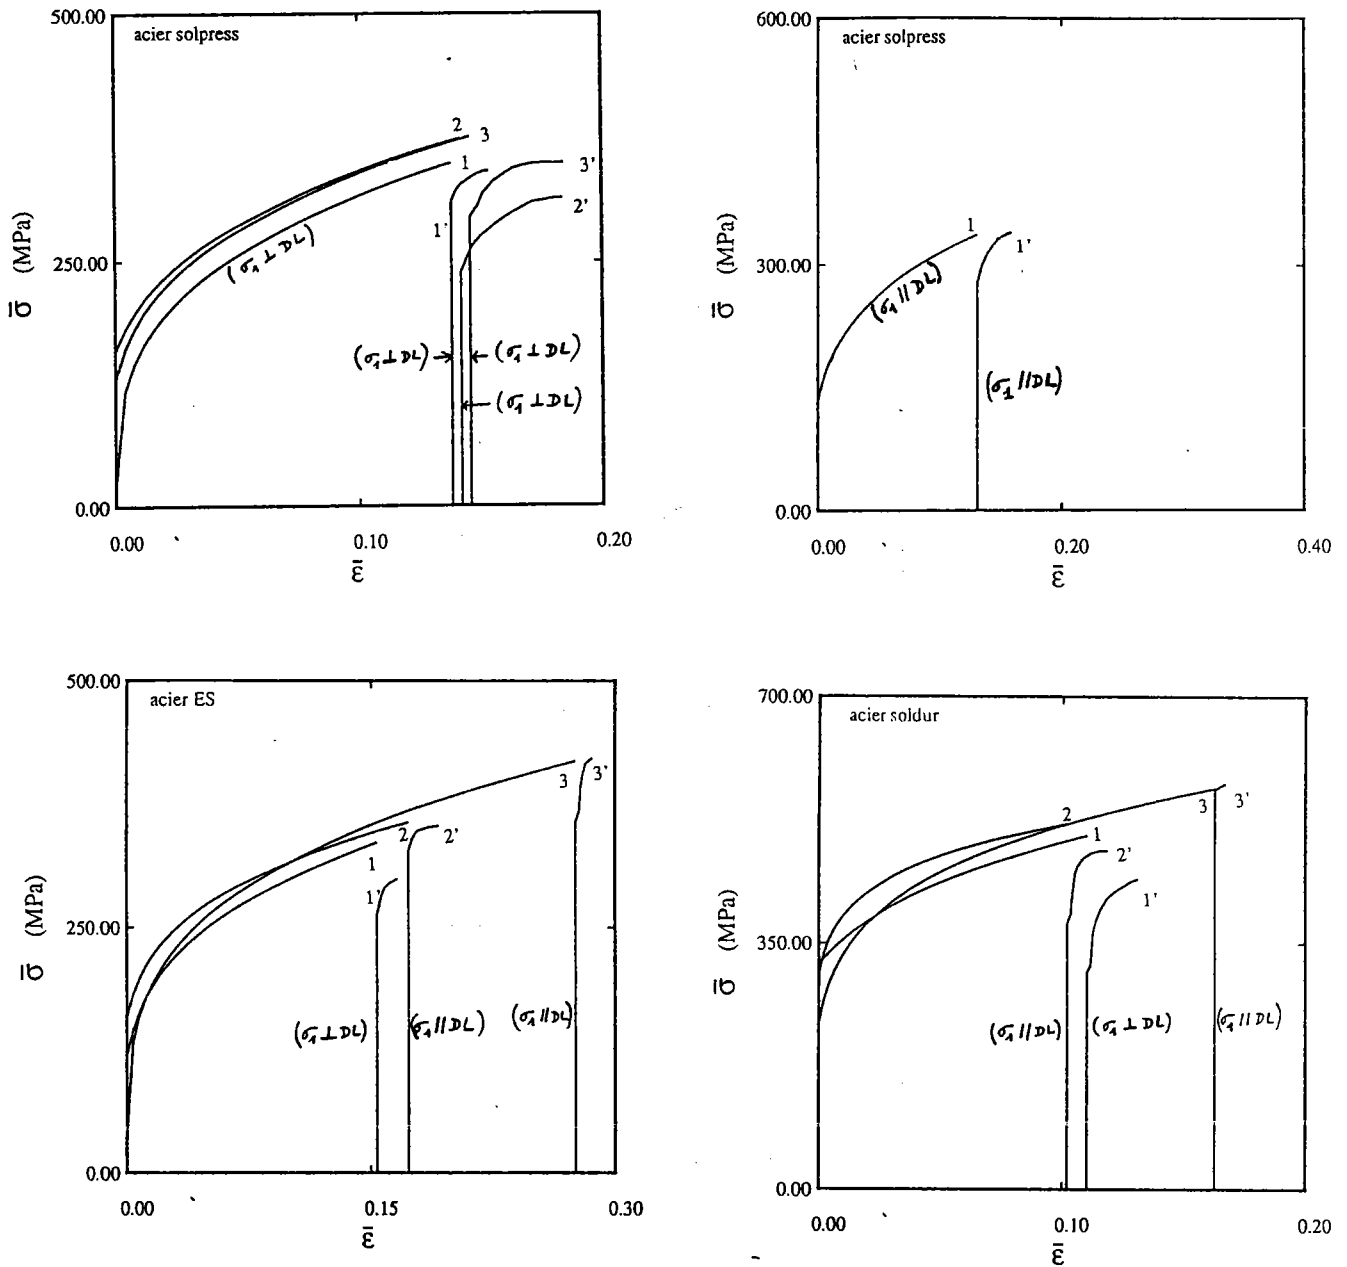 500.00
acier solpress
2
3
1
3'
2'
1'
(σ₁ ⊥ DL)
250.00
σ̄ (MPa)
(σ₁ ⊥ DL)
(σ₁ ⊥ DL)
(σ₁ ⊥ DL)
0.00
0.00
0.10
0.20
ε̄
600.00
acier solpress
1
1'
(σ₁ // DL)
300.00
σ̄ (MPa)
(σ₁ // DL)
0.00
0.00
0.20
0.40
ε̄
500.00
acier ES
3
3'
2
2'
1
1'
250.00
σ̄ (MPa)
(σ₁ ⊥ DL)
(σ₁ // DL)
(σ₁ // DL)
0.00
0.00
0.15
0.30
ε̄
700.00
acier soldur
2
3
3'
1
2'
1'
350.00
σ̄ (MPa)
(σ₁ // DL)
(σ₁ ⊥ DL)
(σ₁ // DL)
0.00
0.00
0.10
0.20
ε̄